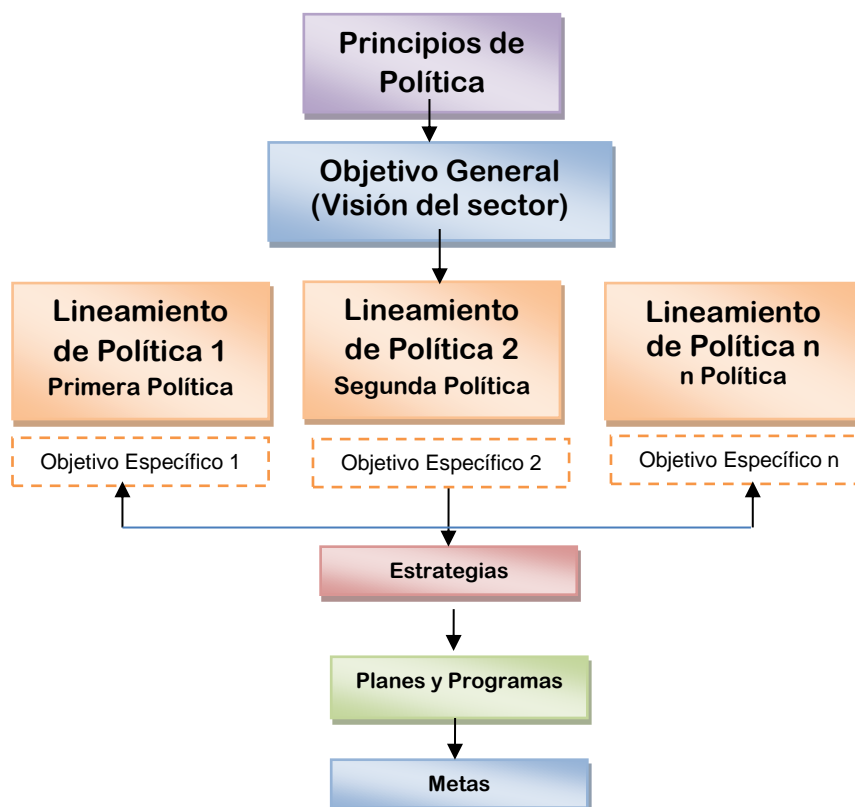 Principios de
Política
Objetivo General
(Visión del sector)
Lineamiento
de Política 1
Primera Política
Lineamiento
de Política 2
Segunda Política
Lineamiento
de Política n
n Política
Objetivo Específico 1
Objetivo Específico 2
Objetivo Específico n
Estrategias
Planes y Programas
Metas